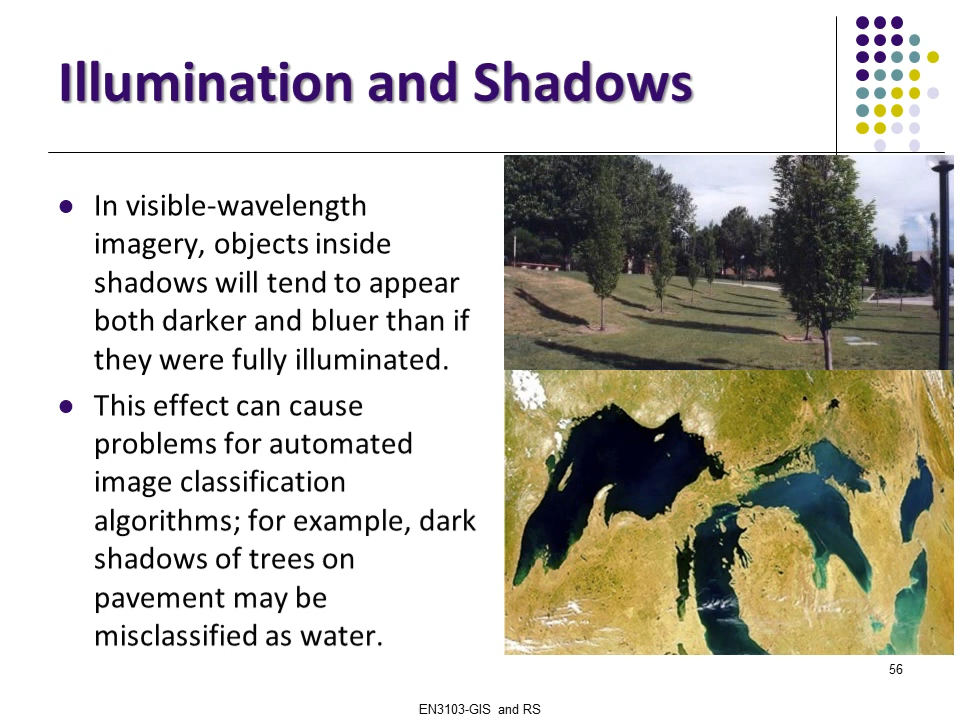 Illumination and Shadows
In visible-wavelength
imagery, objects inside
shadows will tend to appear
both darker and bluer than if
they were fully illuminated.
This effect can cause
problems for automated
image classification
algorithms; for example, dark
shadows of trees on
pavement may be
misclassified as water.
56
EN3103-GIS and RS